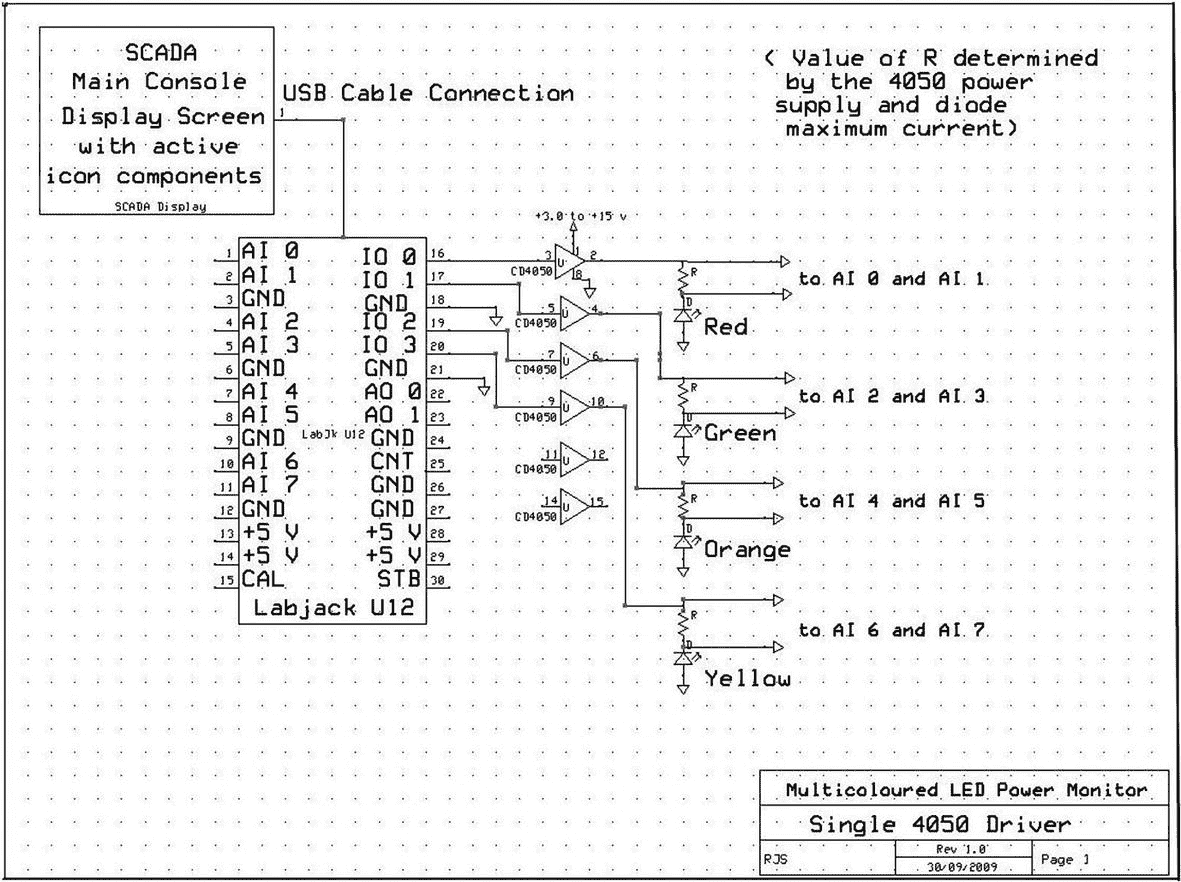 SCADA
Main Console
Display Screen
with active
icon components
SCADA Display
1
USB Cable Connection
( Value of R determined
by the 4050 power
supply and diode
maximum current)
+3.0 to +15 v
1 AI 0 IO 0 16
2 AI 1 IO 1 17
3 GND GND 18
4 AI 2 IO 2 19
5 AI 3 IO 3 20
6 GND GND 21
7 AI 4 AO 0 22
8 AI 5 AO 1 23
9 GND LabJk U12 GND 24
10 AI 6 CNT 25
11 AI 7 GND 26
12 GND GND 27
13 +5 V +5 V 28
14 +5 V +5 V 29
15 CAL STB 30
Labjack U12
3 U 1 2
CD4050 8
5 U 4
CD4050
7 U 6
CD4050
9 U 10
CD4050
11 U 12
CD4050
14 U 15
CD4050
R
to AI 0 and AI 1
D
Red
R
to AI 2 and AI 3
D
Green
R
to AI 4 and AI 5
D
Orange
R
to AI 6 and AI 7
D
Yellow
Multicoloured LED Power Monitor
Single 4050 Driver
RJS
Rev 1.0
30/09/2009
Page 1